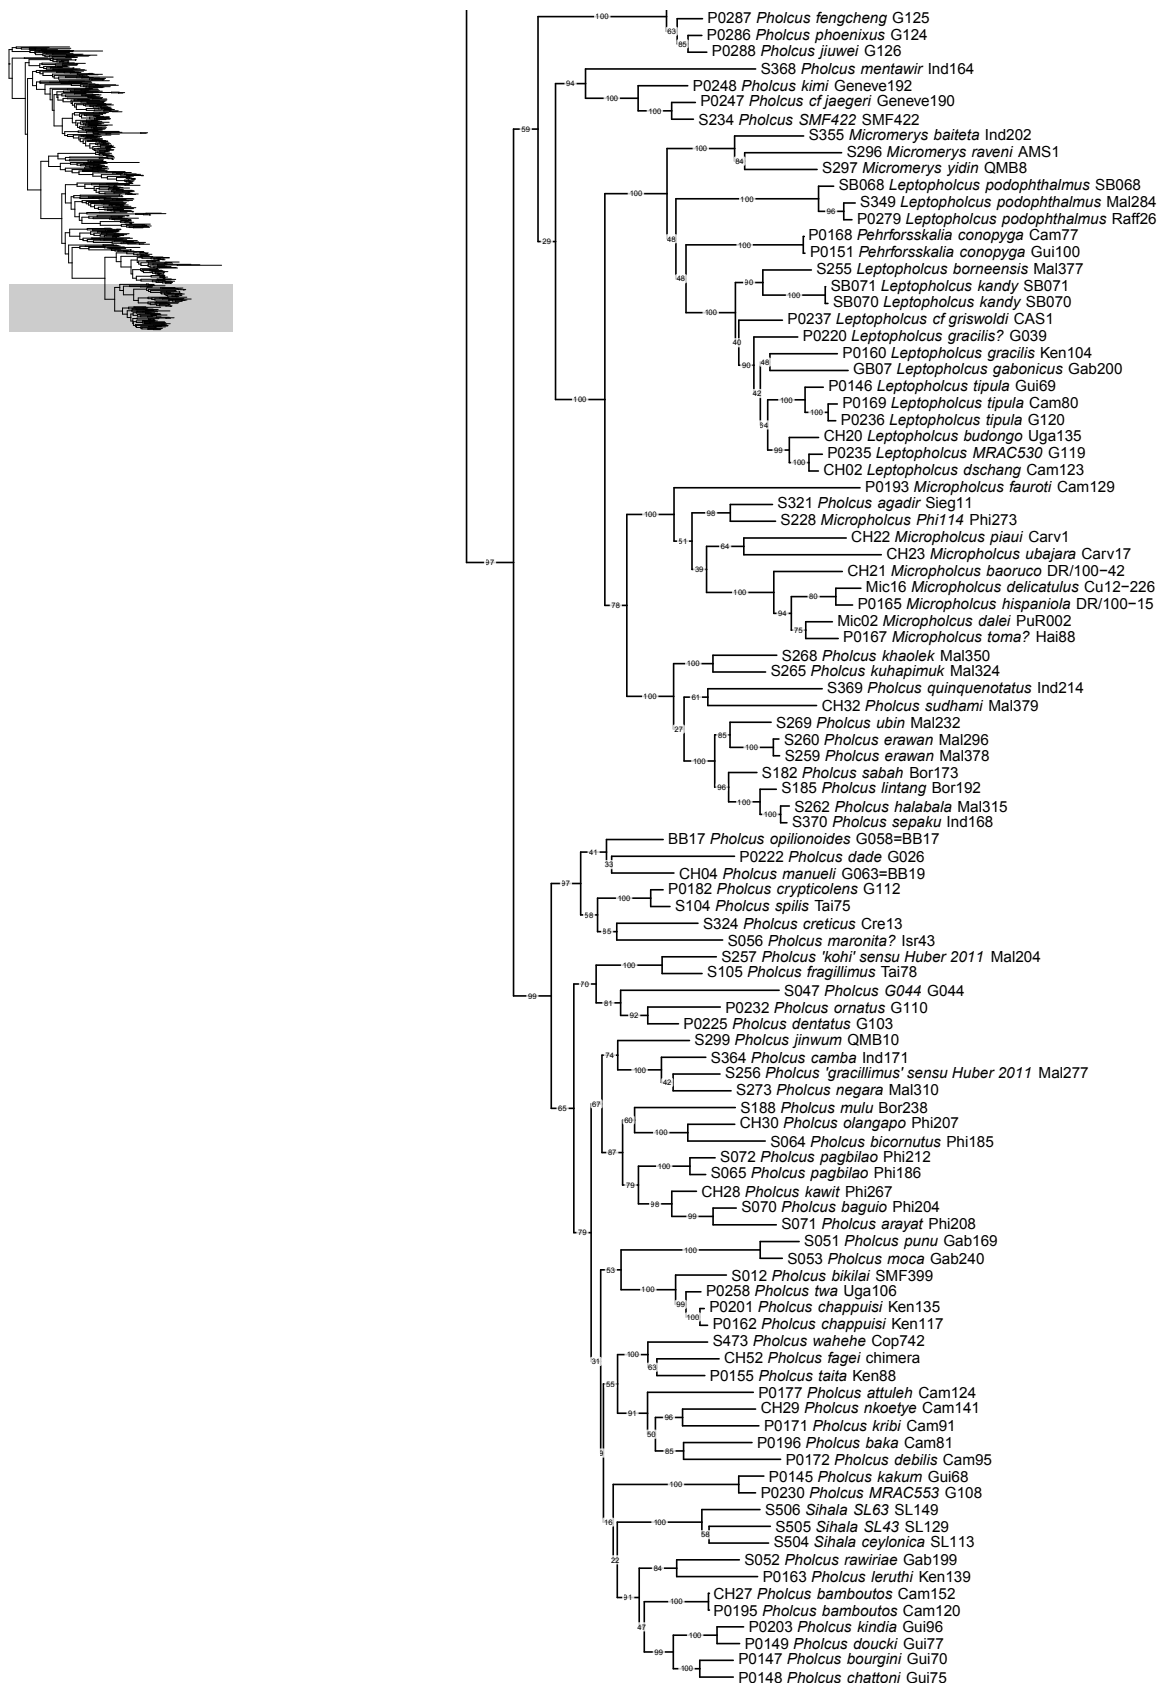 P0287 Pholcus fengcheng G125
P0286 Pholcus phoenixus G124
P0288 Pholcus jiuwei G126
S368 Pholcus mentawir Ind164
P0248 Pholcus kimi Geneve192
P0247 Pholcus cf jaegeri Geneve190
S234 Pholcus SMF422 SMF422
S355 Micromerys baiteta Ind202
S296 Micromerys raveni AMS1
S297 Micromerys yidin QMB8
SB068 Leptopholcus podophthalmus SB068
S349 Leptopholcus podophthalmus Mal284
P0279 Leptopholcus podophthalmus Raff26
P0168 Pehrforsskalia conopyga Cam77
P0151 Pehrforsskalia conopyga Gui100
S255 Leptopholcus borneensis Mal377
SB071 Leptopholcus kandy SB071
SB070 Leptopholcus kandy SB070
P0237 Leptopholcus cf griswoldi CAS1
P0220 Leptopholcus gracilis? G039
P0160 Leptopholcus gracilis Ken104
GB07 Leptopholcus gabonicus Gab200
P0146 Leptopholcus tipula Gui69
P0169 Leptopholcus tipula Cam80
P0236 Leptopholcus tipula G120
CH20 Leptopholcus budongo Uga135
P0235 Leptopholcus MRAC530 G119
CH02 Leptopholcus dschang Cam123
P0193 Micropholcus fauroti Cam129
S321 Pholcus agadir Sieg11
S228 Micropholcus Phi114 Phi273
CH22 Micropholcus piaui Carv1
CH23 Micropholcus ubajara Carv17
CH21 Micropholcus baoruco DR/100−42
Mic16 Micropholcus delicatulus Cu12−226
P0165 Micropholcus hispaniola DR/100−15
Mic02 Micropholcus dalei PuR002
P0167 Micropholcus toma? Hai88
S268 Pholcus khaolek Mal350
S265 Pholcus kuhapimuk Mal324
S369 Pholcus quinquenotatus Ind214
CH32 Pholcus sudhami Mal379
S269 Pholcus ubin Mal232
S260 Pholcus erawan Mal296
S259 Pholcus erawan Mal378
S182 Pholcus sabah Bor173
S185 Pholcus lintang Bor192
S262 Pholcus halabala Mal315
S370 Pholcus sepaku Ind168
BB17 Pholcus opilionoides G058=BB17
P0222 Pholcus dade G026
CH04 Pholcus manueli G063=BB19
P0182 Pholcus crypticolens G112
S104 Pholcus spilis Tai75
S324 Pholcus creticus Cre13
S056 Pholcus maronita? Isr43
S257 Pholcus 'kohi' sensu Huber 2011 Mal204
S105 Pholcus fragillimus Tai78
S047 Pholcus G044 G044
P0232 Pholcus ornatus G110
P0225 Pholcus dentatus G103
S299 Pholcus jinwum QMB10
S364 Pholcus camba Ind171
S256 Pholcus 'gracillimus' sensu Huber 2011 Mal277
S273 Pholcus negara Mal310
S188 Pholcus mulu Bor238
CH30 Pholcus olangapo Phi207
S064 Pholcus bicornutus Phi185
S072 Pholcus pagbilao Phi212
S065 Pholcus pagbilao Phi186
CH28 Pholcus kawit Phi267
S070 Pholcus baguio Phi204
S071 Pholcus arayat Phi208
S051 Pholcus punu Gab169
S053 Pholcus moca Gab240
S012 Pholcus bikilai SMF399
P0258 Pholcus twa Uga106
P0201 Pholcus chappuisi Ken135
P0162 Pholcus chappuisi Ken117
S473 Pholcus wahehe Cop742
CH52 Pholcus fagei chimera
P0155 Pholcus taita Ken88
P0177 Pholcus attuleh Cam124
CH29 Pholcus nkoetye Cam141
P0171 Pholcus kribi Cam91
P0196 Pholcus baka Cam81
P0172 Pholcus debilis Cam95
P0145 Pholcus kakum Gui68
P0230 Pholcus MRAC553 G108
S506 Sihala SL63 SL149
S505 Sihala SL43 SL129
S504 Sihala ceylonica SL113
S052 Pholcus rawiriae Gab199
P0163 Pholcus leruthi Ken139
CH27 Pholcus bamboutos Cam152
P0195 Pholcus bamboutos Cam120
P0203 Pholcus kindia Gui96
P0149 Pholcus doucki Gui77
P0147 Pholcus bourgini Gui70
P0148 Pholcus chattoni Gui75